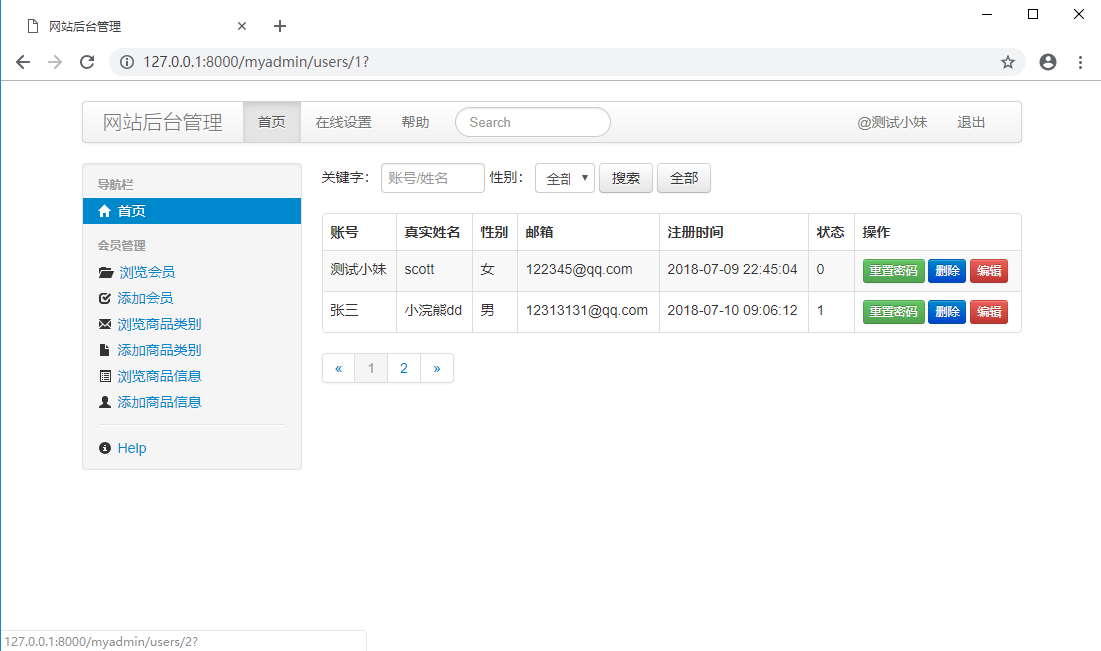 网站后台管理
127.0.0.1:8000/myadmin/users/1?
网站后台管理 首页 在线设置 帮助 Search @测试小妹 退出
导航栏
首页
会员管理
浏览会员
添加会员
浏览商品类别
添加商品类别
浏览商品信息
添加商品信息
Help
关键字： 账号/姓名 性别： 全部 搜索 全部
账号 真实姓名 性别 邮箱 注册时间 状态 操作
测试小妹 scott 女 122345@qq.com 2018-07-09 22:45:04 0 重置密码 删除 编辑
张三 小浣熊dd 男 12313131@qq.com 2018-07-10 09:06:12 1 重置密码 删除 编辑
« 1 2 »
127.0.0.1:8000/myadmin/users/2?